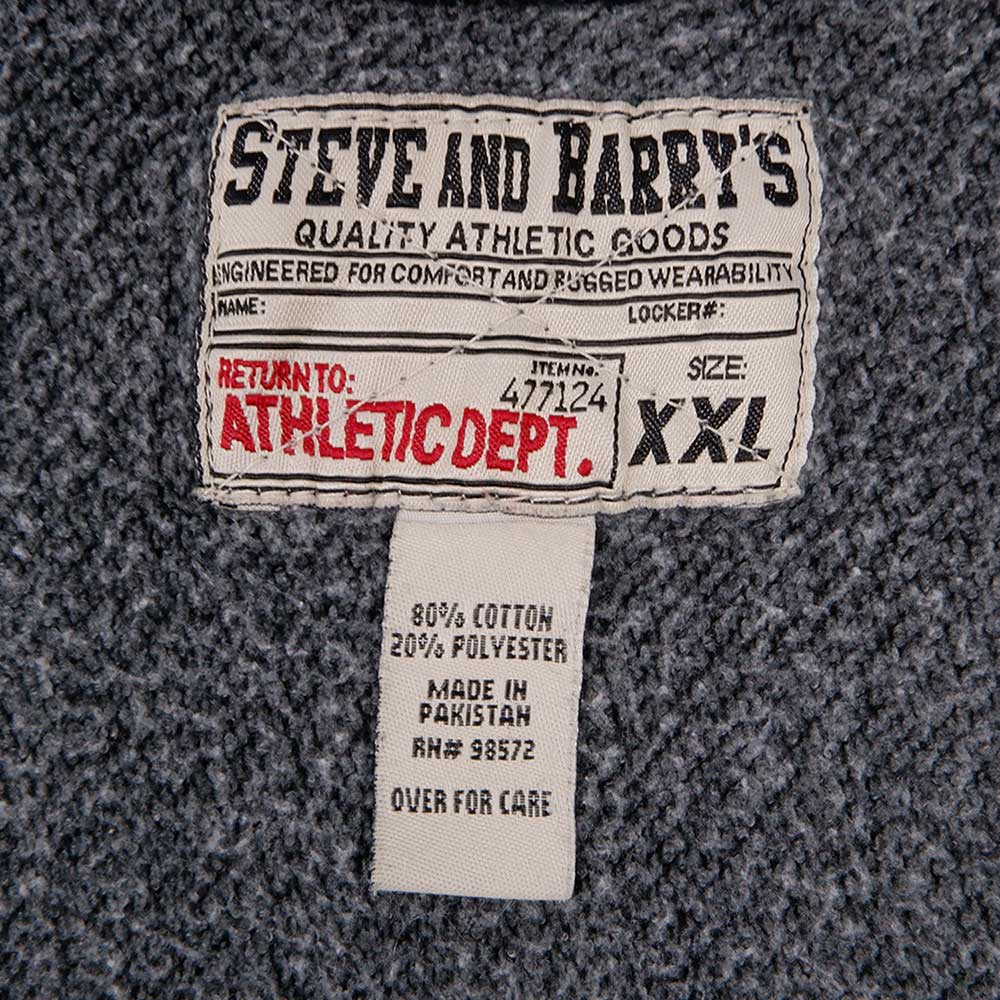 STEVE AND BARRY'S
QUALITY ATHLETIC GOODS
ENGINEERED FOR COMFORT AND RUGGED WEARABILITY
NAME: LOCKER#:
RETURN TO: ITEM No. 477124
ATHLETIC DEPT.
SIZE:
XXL
80% COTTON
20% POLYESTER
MADE IN
PAKISTAN
RN# 98572
OVER FOR CARE